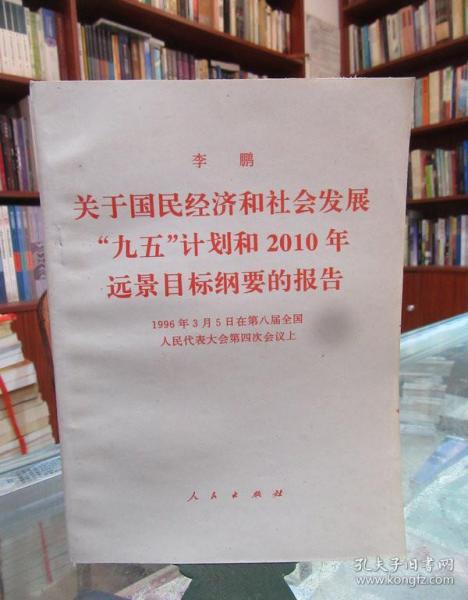 李 鹏
关于国民经济和社会发展
“九五”计划和2010年
远景目标纲要的报告
1996年3月5日在第八届全国
人民代表大会第四次会议上
人民出版社
孔夫子旧书网